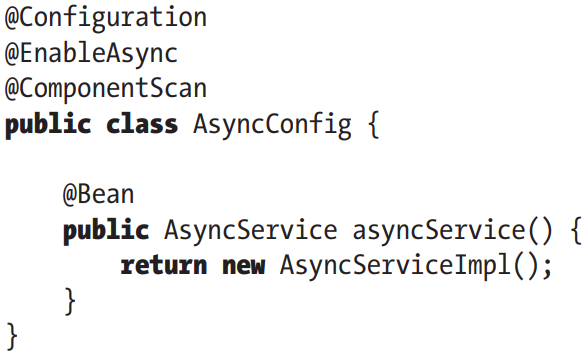 @Configuration
@EnableAsync
@ComponentScan
public class AsyncConfig {
@Bean
public AsyncService asyncService() {
return new AsyncServiceImpl();
}
}